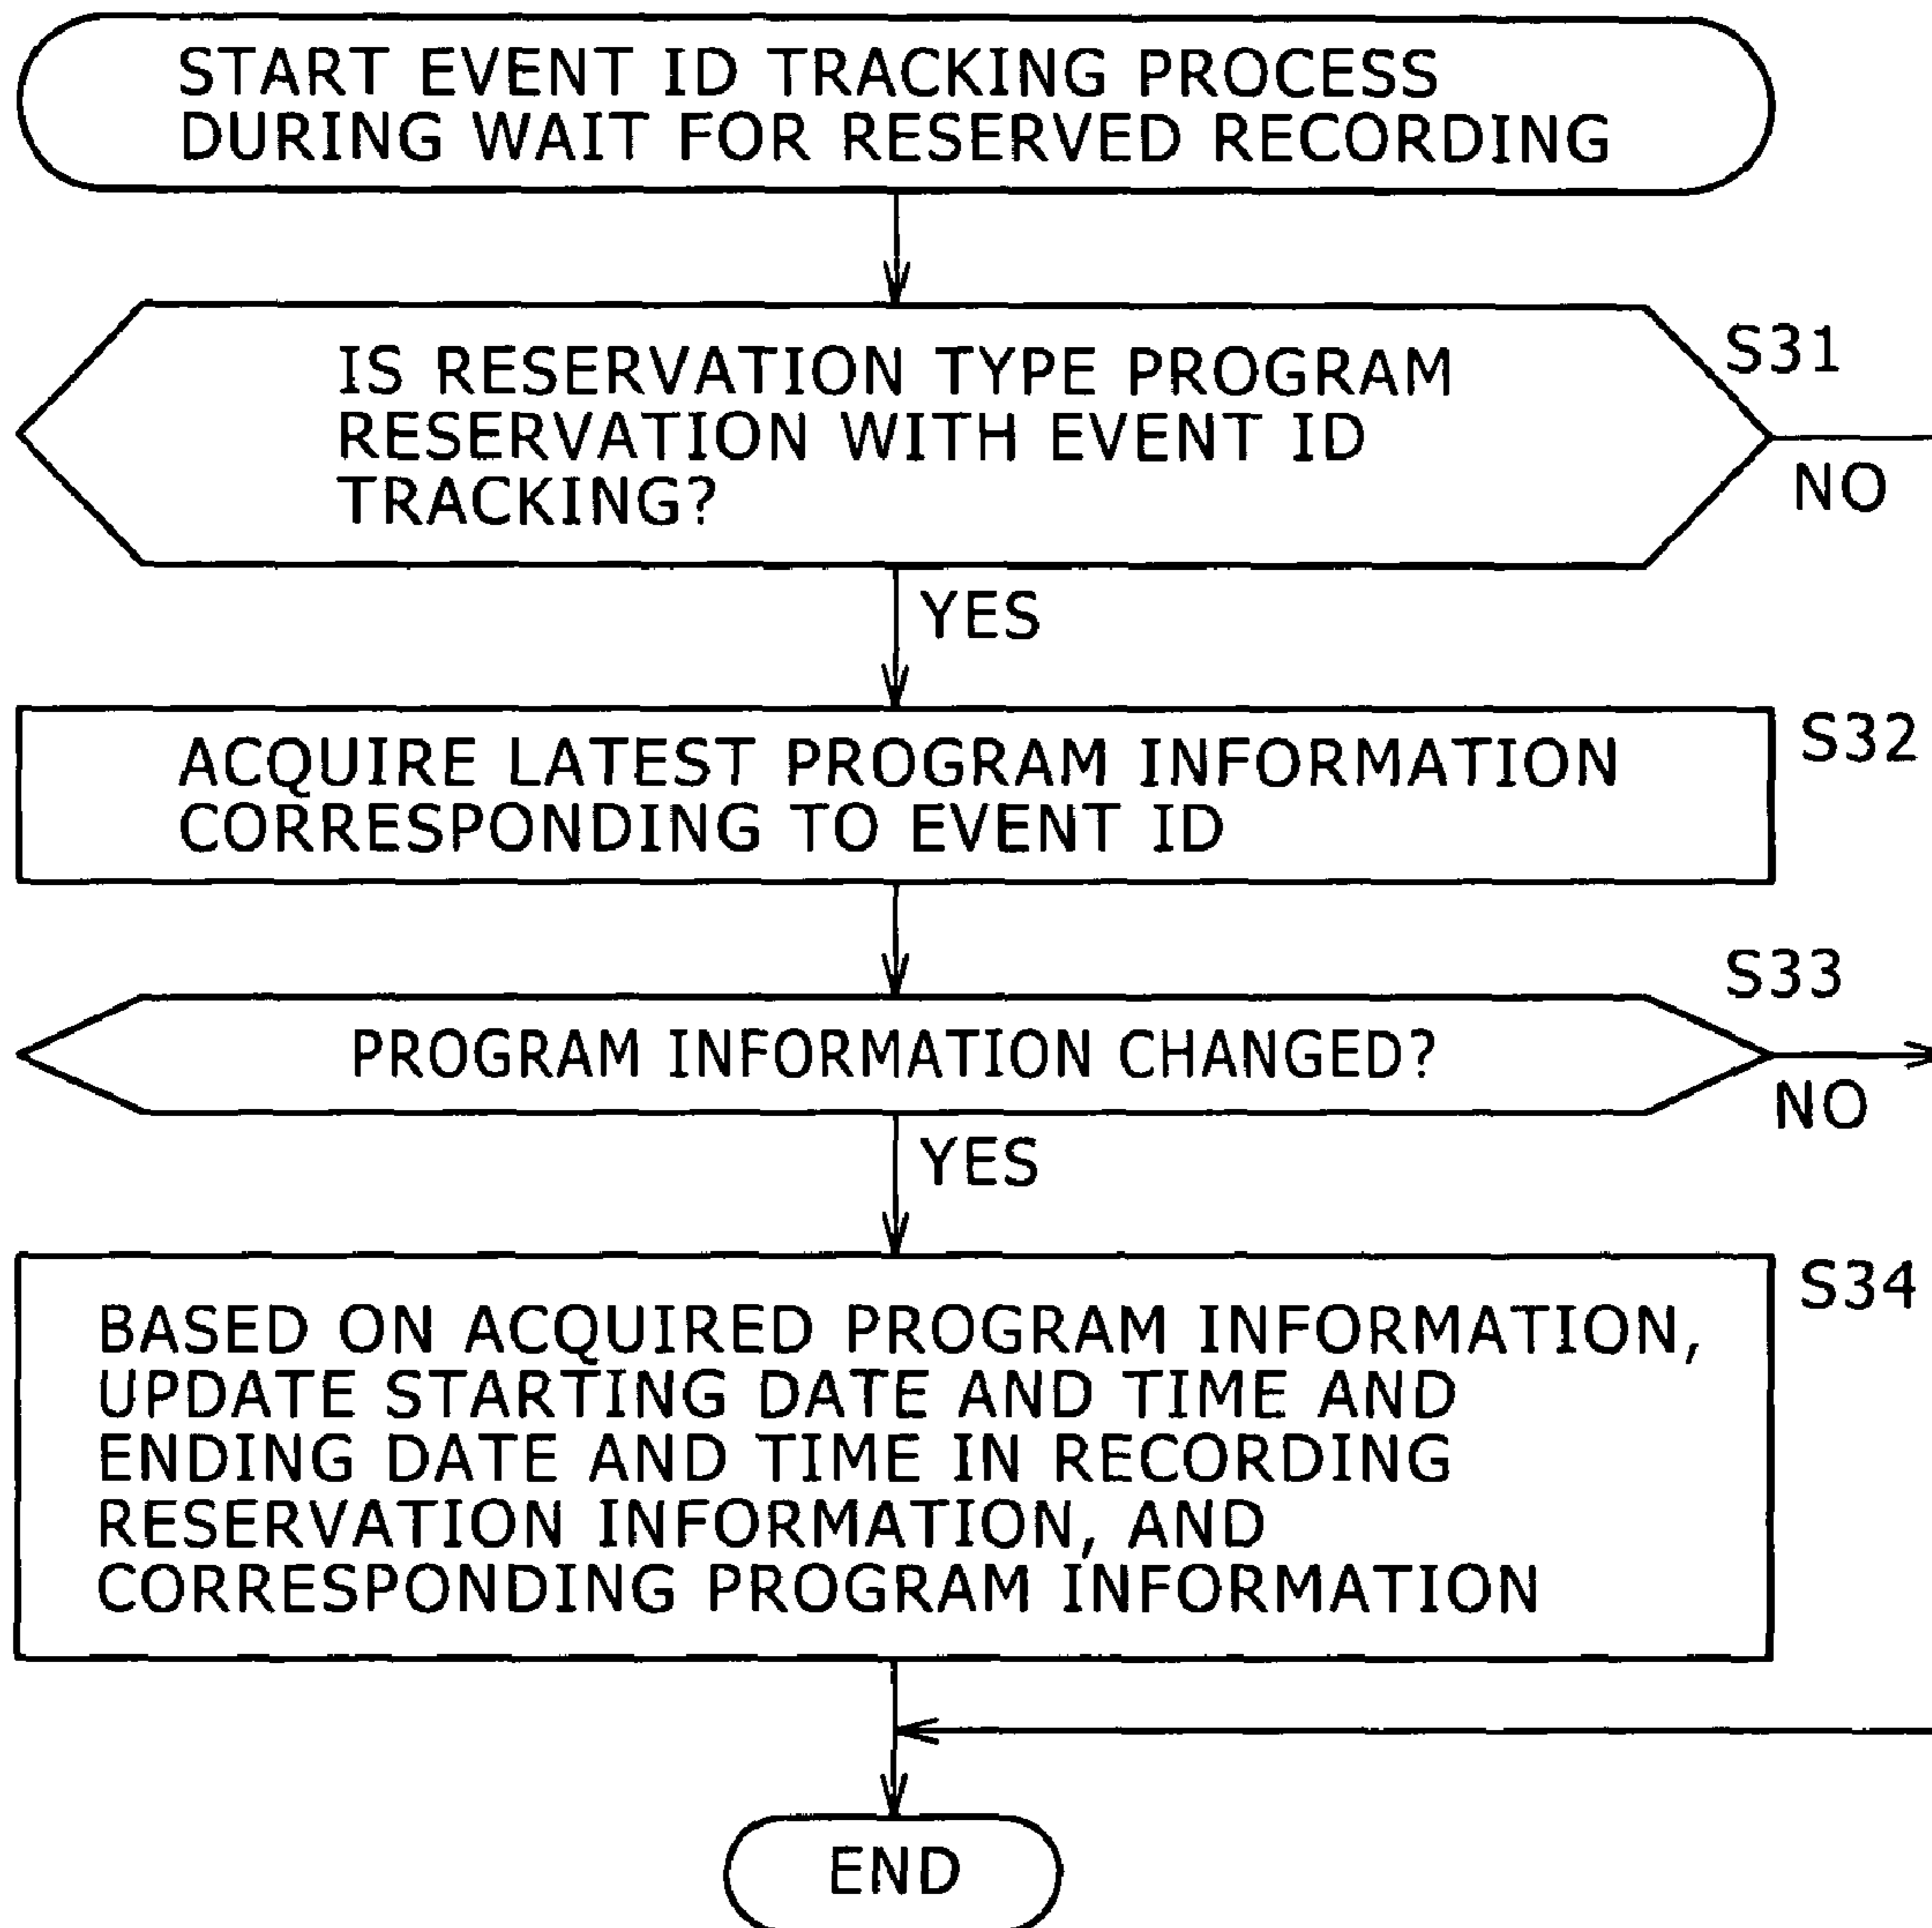 START EVENT ID TRACKING PROCESS
DURING WAIT FOR RESERVED RECORDING
IS RESERVATION TYPE PROGRAM
RESERVATION WITH EVENT ID
TRACKING?
S31
NO
YES
ACQUIRE LATEST PROGRAM INFORMATION
CORRESPONDING TO EVENT ID
S32
PROGRAM INFORMATION CHANGED?
S33
NO
YES
BASED ON ACQUIRED PROGRAM INFORMATION,
UPDATE STARTING DATE AND TIME AND
ENDING DATE AND TIME IN RECORDING
RESERVATION INFORMATION, AND
CORRESPONDING PROGRAM INFORMATION
S34
END